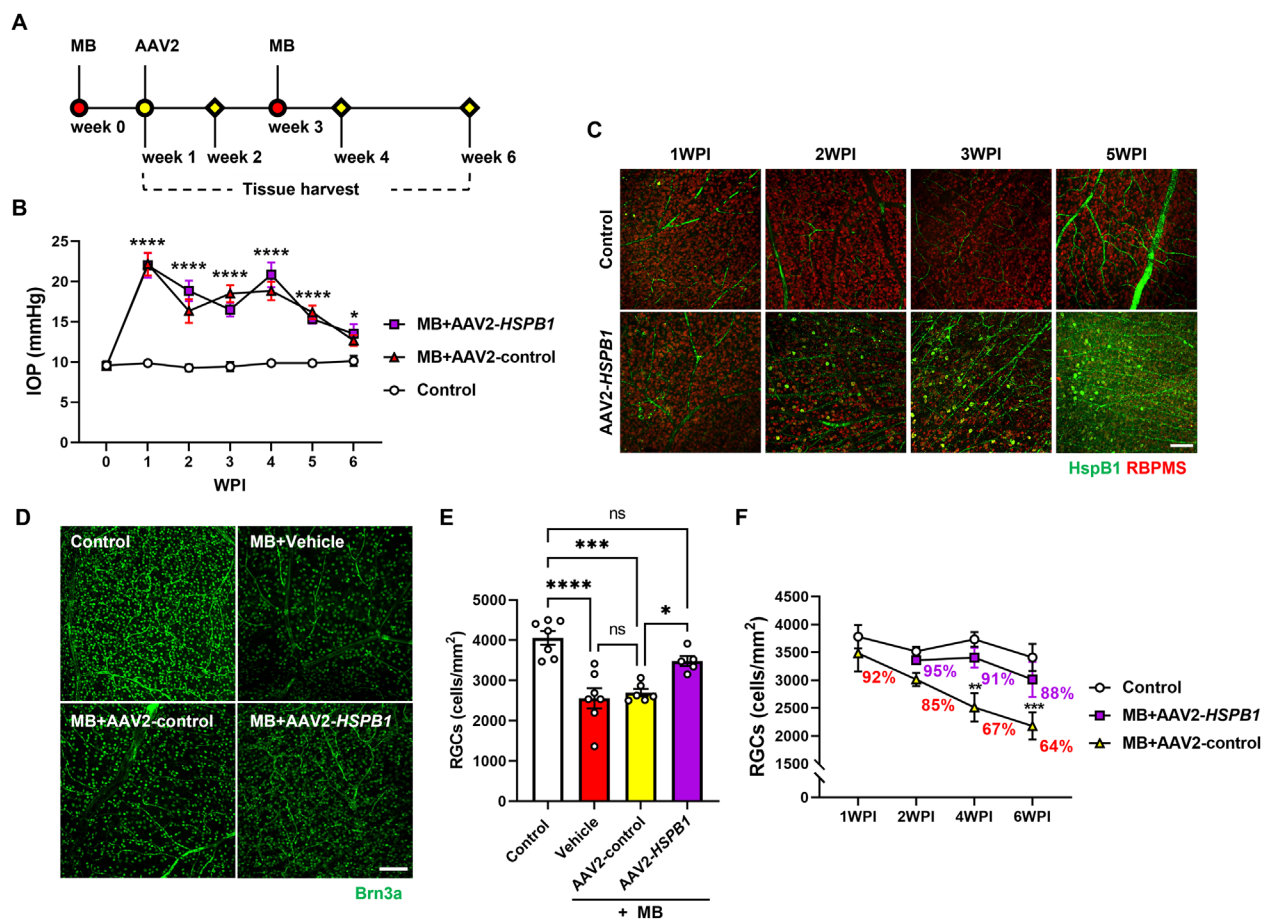 A
MB AAV2 MB
week 0 week 3
week 1 week 2 week 4 week 6
Tissue harvest
B
IOP (mmHg)
25
20
15
10
5
0
**** **** **** **** **** *
0 1 2 3 4 5 6
WPI
MB+AAV2-HSPB1
MB+AAV2-control
Control
C
1WPI 2WPI 3WPI 5WPI
Control
AAV2-HSPB1
HspB1 RBPMS
D
Control MB+Vehicle
MB+AAV2-control MB+AAV2-HSPB1
Brn3a
E
ns
***
**** *
ns
RGCs (cells/mm2)
5000
4000
3000
2000
1000
0
Control Vehicle AAV2-control AAV2-HSPB1
+ MB
F
RGCs (cells/mm2)
4500
4000
3500
3000
2500
2000
1500
0
95% 91% 88%
92% 85% 67% 64%
** ***
1WPI 2WPI 4WPI 6WPI
Control
MB+AAV2-HSPB1
MB+AAV2-control